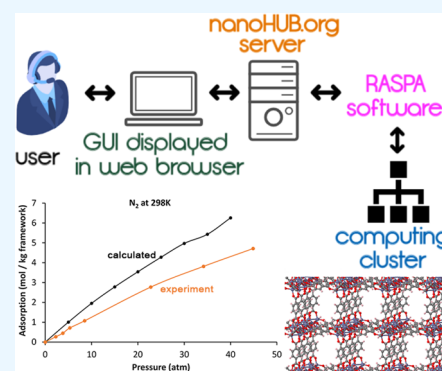 nanoHUB.org
server
RASPA
software
user
GUI displayed
in web browser
computing
cluster
N2 at 298K
calculated
experiment
Adsorption (mol / kg framework)
7
6
5
4
3
2
1
0
0
10
20
30
40
50
Pressure (atm)